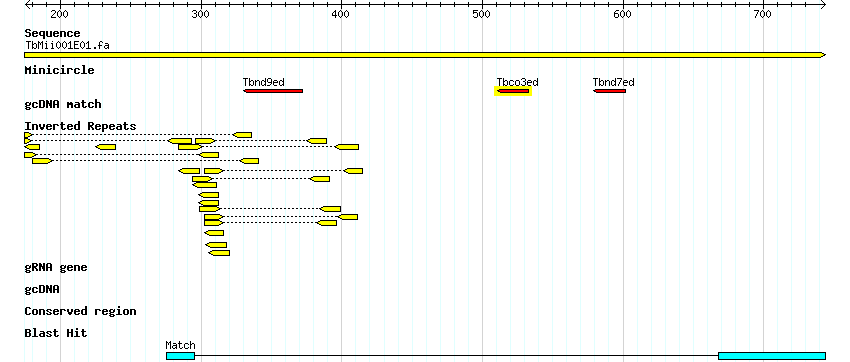 200 300 400 500 600 700
Sequence
TbMii001E01.fa
Minicircle
Tbnd9ed Tbco3ed Tbnd7ed
gcDNA match
Inverted Repeats
gRNA gene
gcDNA
Conserved region
Blast Hit
Match